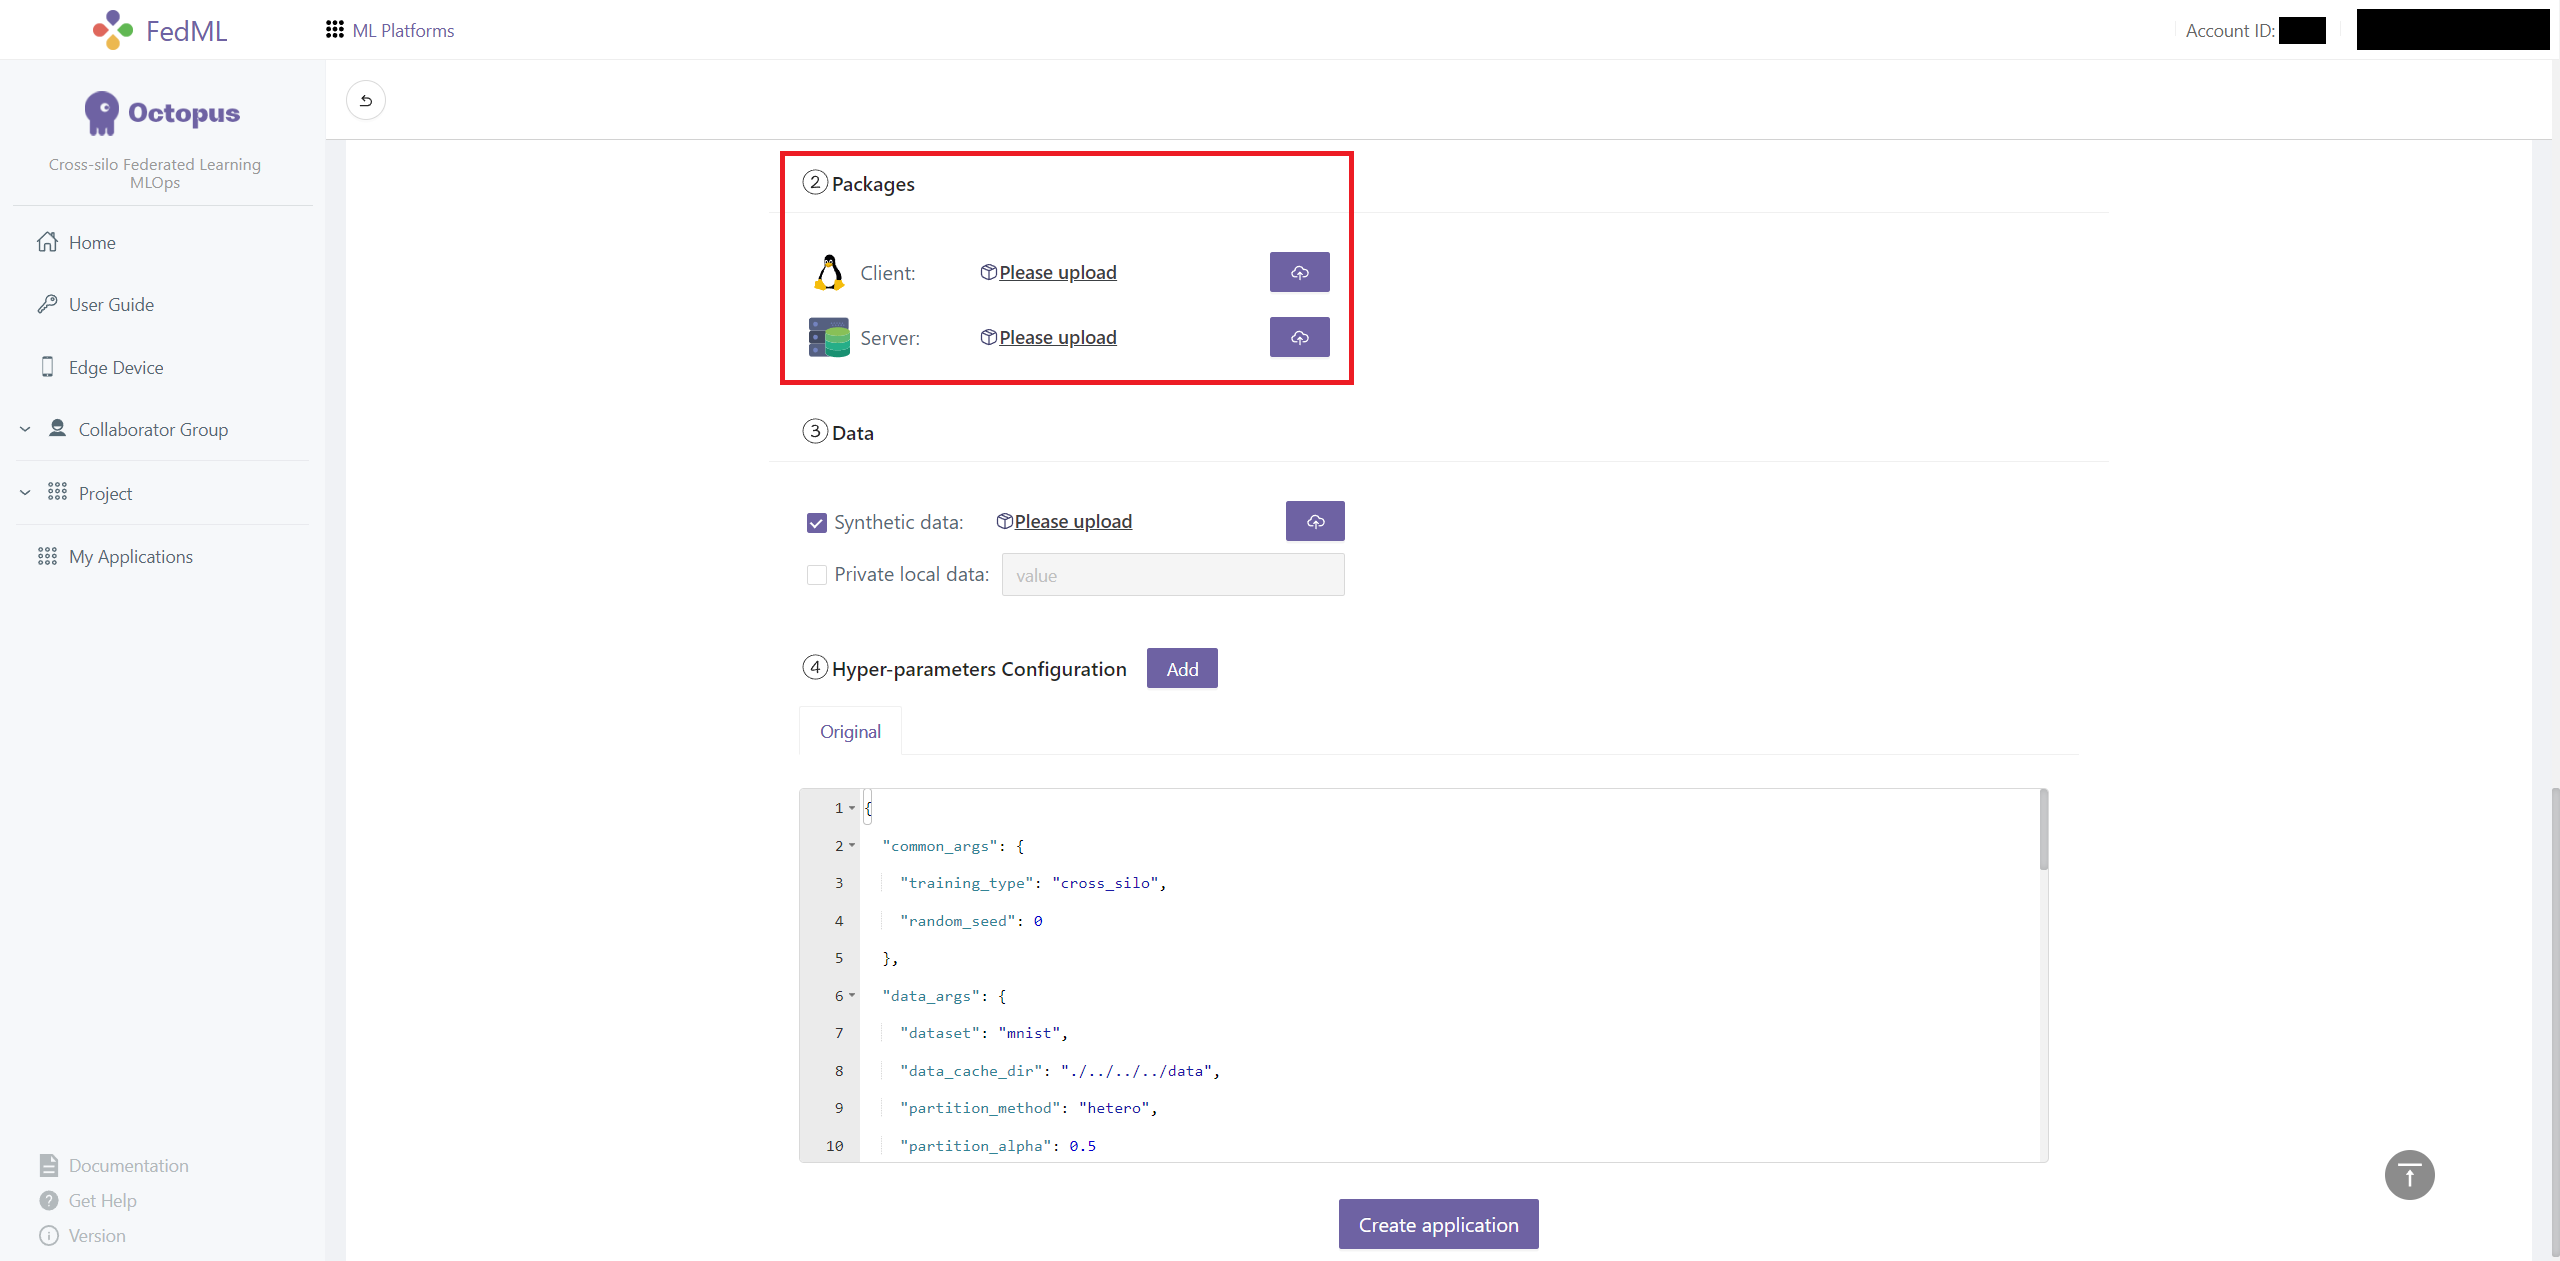 FedML
ML Platforms
Account ID:
Octopus
Cross-silo Federated Learning
MLOps
Home
User Guide
Edge Device
Collaborator Group
Project
My Applications
Documentation
Get Help
Version
2 Packages
Client: Please upload
Server: Please upload
3 Data
Synthetic data: Please upload
Private local data: value
4 Hyper-parameters Configuration Add
Original
1 {
2 "common_args": {
3 "training_type": "cross_silo",
4 "random_seed": 0
5 },
6 "data_args": {
7 "dataset": "mnist",
8 "data_cache_dir": "./../../../data",
9 "partition_method": "hetero",
10 "partition_alpha": 0.5
Create application